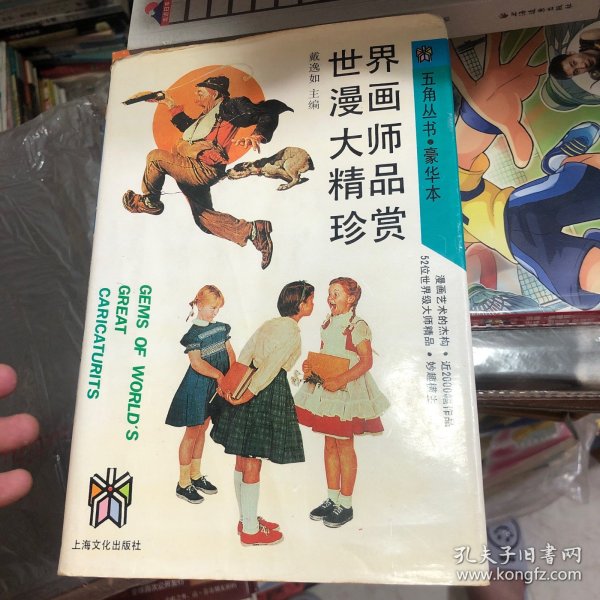 五角丛书·豪华本
世界
漫画
大师
精品
珍赏
戴逸如 主编
漫画艺术的杰构·近2000幅作品
52位世界级大师精品·妙趣横生
GEMS OF WORLD'S
GREAT
CARICATURITS
上海文化出版社
孔夫子旧书网
www.kongfz.com